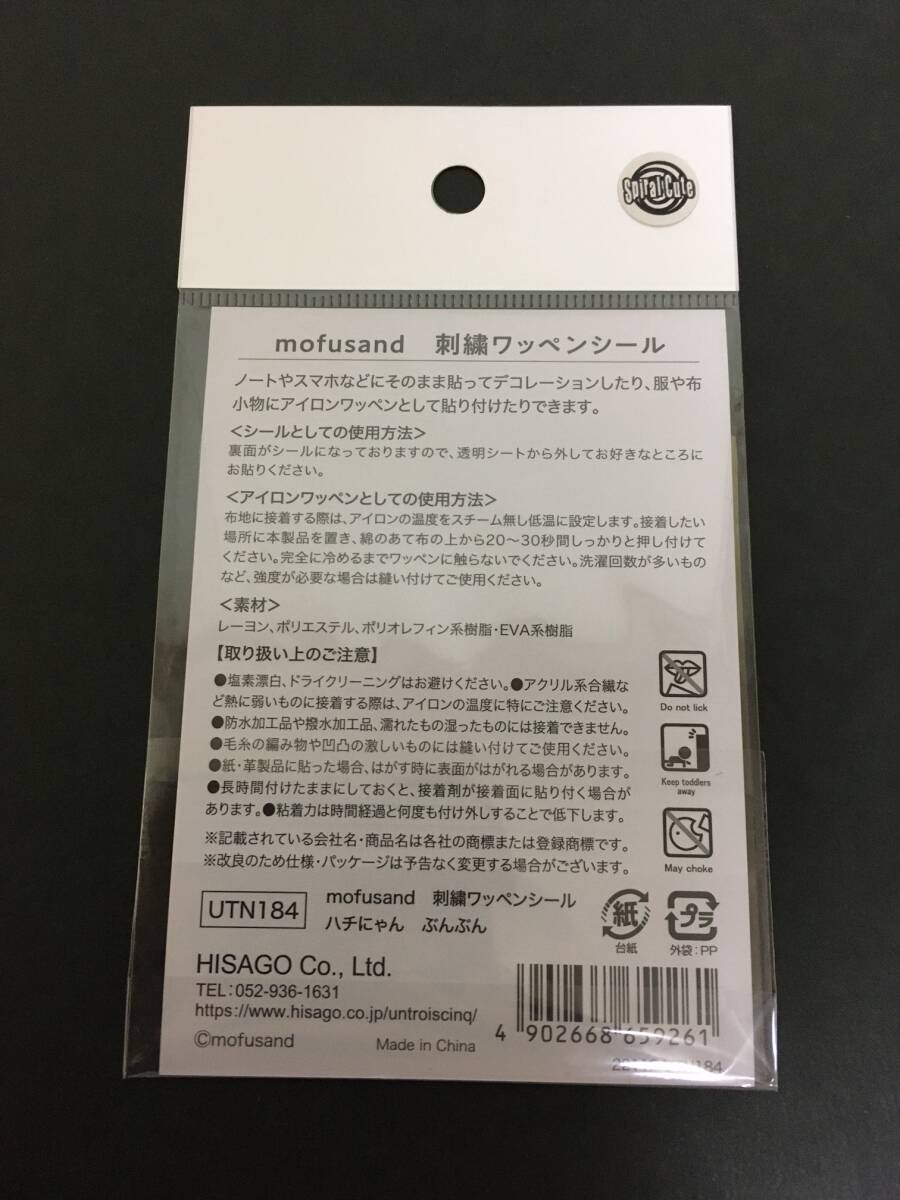 Spiral Cute
mofusand 刺繍ワッペンシール
ノートやスマホなどにそのまま貼ってデコレーションしたり、服や布
小物にアイロンワッペンとして貼り付けたりできます。
＜シールとしての使用方法＞
裏面がシールになっておりますので、透明シートから外してお好きなところに
お貼りください。
＜アイロンワッペンとしての使用方法＞
布地に接着する際は、アイロンの温度をスチーム無し低温に設定します。接着したい
場所に本製品を置き、綿のあて布の上から20〜30秒間しっかりと押し付けて
ください。完全に冷めるまでワッペンに触らないでください。洗濯回数が多いもの
など、強度が必要な場合は縫い付けてご使用ください。
＜素材＞
レーヨン、ポリエステル、ポリオレフィン系樹脂・EVA系樹脂
【取り扱い上のご注意】
●塩素漂白、ドライクリーニングはお避けください。●アクリル系合繊な
ど熱に弱いものに接着する際は、アイロンの温度に特にご注意ください。
●防水加工品や撥水加工品、濡れたもの湿ったものには接着できません。
●毛糸の編み物や凹凸の激しいものには縫い付けてご使用ください。
●紙・革製品に貼った場合、はがす時に表面がはがれる場合があります。
●長時間付けたままにしておくと、接着剤が接着面に貼り付く場合が
あります。●粘着力は時間経過と何度も付け外しすることで低下します。
※記載されている会社名・商品名は各社の商標または登録商標です。
※改良のため仕様・パッケージは予告なく変更する場合がございます。
Do not lick
Keep toddlers
away
May choke
UTN184
mofusand 刺繍ワッペンシール
ハチにゃん ぶんぶん
紙
台紙
プラ
外袋：PP
HISAGO Co., Ltd.
TEL：052-936-1631
https://www.hisago.co.jp/untroiscinq/
©mofusand
Made in China
4 902668 659261